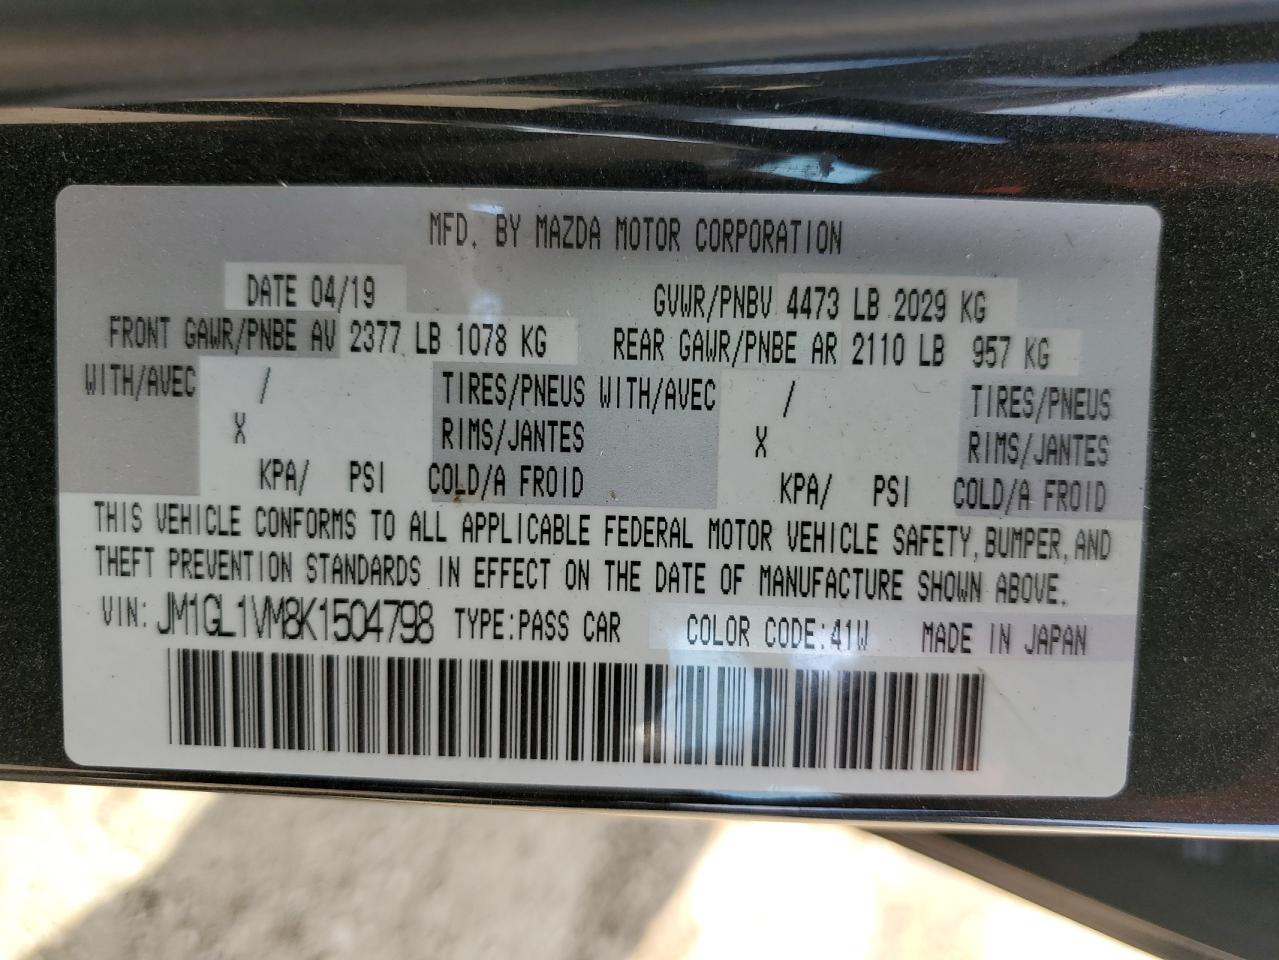 MFD. BY MAZDA MOTOR CORPORATION
DATE 04/19 GVWR/PNBV 4473 LB 2029 KG
FRONT GAWR/PNBE AV 2377 LB 1078 KG REAR GAWR/PNBE AR 2110 LB 957 KG
WITH/AVEC / TIRES/PNEUS WITH/AVEC / TIRES/PNEUS
X RIMS/JANTES X RIMS/JANTES
KPA/ PSI COLD/A FROID KPA/ PSI COLD/A FROID
THIS VEHICLE CONFORMS TO ALL APPLICABLE FEDERAL MOTOR VEHICLE SAFETY, BUMPER, AND
THEFT PREVENTION STANDARDS IN EFFECT ON THE DATE OF MANUFACTURE SHOWN ABOVE.
VIN: JM1GL1VM8K1504798 TYPE:PASS CAR COLOR CODE:41W MADE IN JAPAN